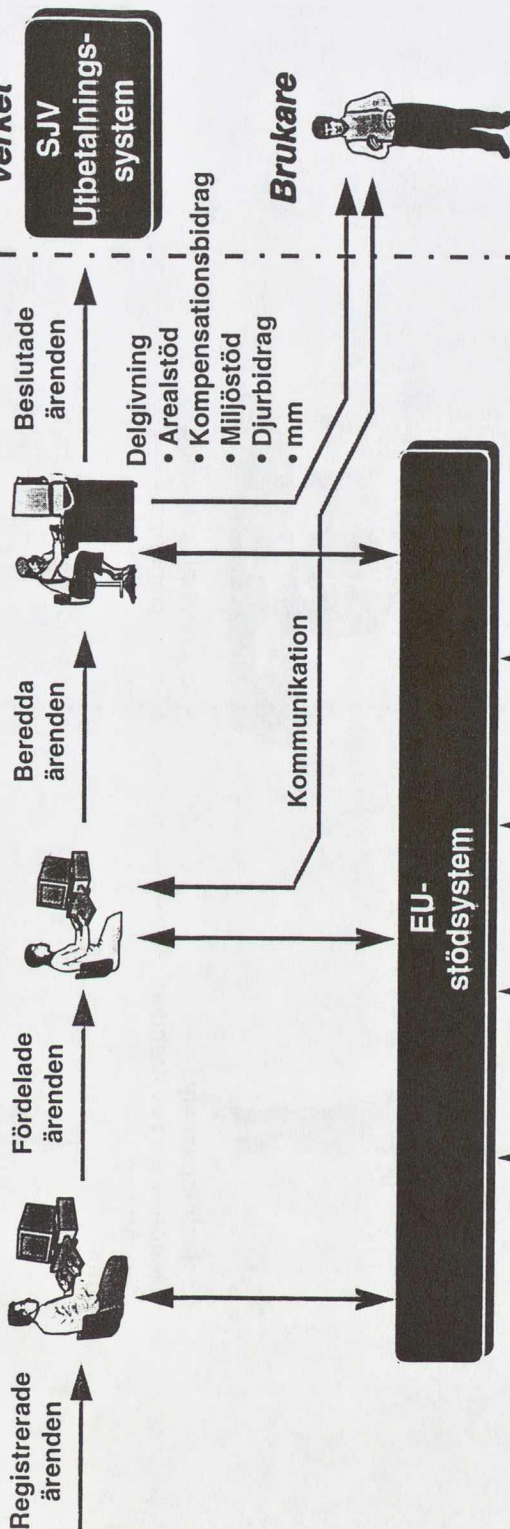 Registrerade
ärenden
Fördelade
ärenden
Beredda
ärenden
Beslutade
ärenden
verket
SJV
Utbetalnings-
system
Delgivning
• Arealstöd
• Kompensationsbidrag
• Miljöstöd
• Djurbidrag
• mm
Brukare
Kommunikation
EU-
stödsystem